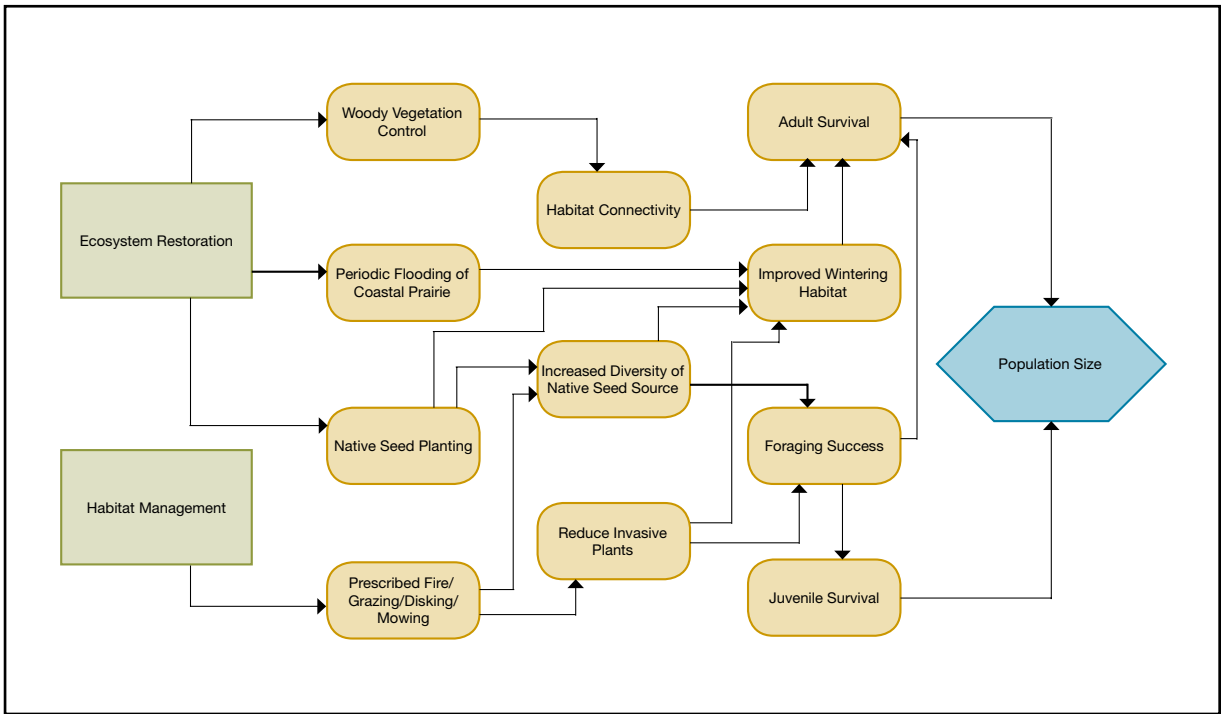 Woody Vegetation
Control
Adult Survival
Habitat Connectivity
Ecosystem Restoration
Periodic Flooding of
Coastal Prairie
Improved Wintering
Habitat
Increased Diversity of
Native Seed Source
Population Size
Native Seed Planting
Foraging Success
Habitat Management
Reduce Invasive
Plants
Prescribed Fire/
Grazing/Disking/
Mowing
Juvenile Survival